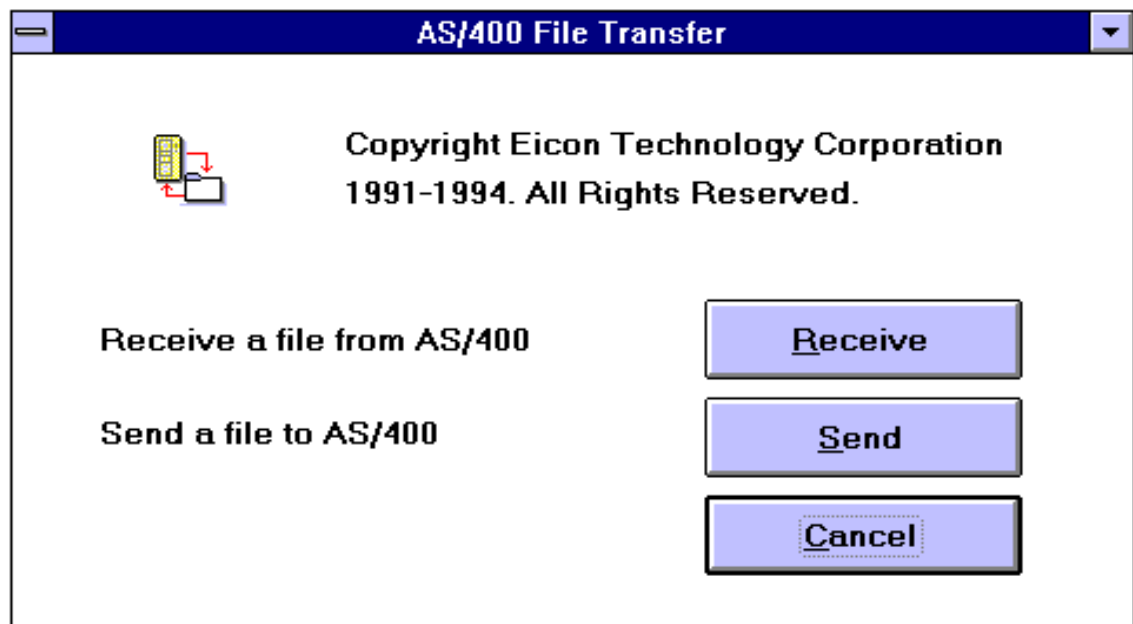 AS/400 File Transfer
Copyright Eicon Technology Corporation
1991-1994. All Rights Reserved.
Receive a file from AS/400
Receive
Send a file to AS/400
Send
Cancel